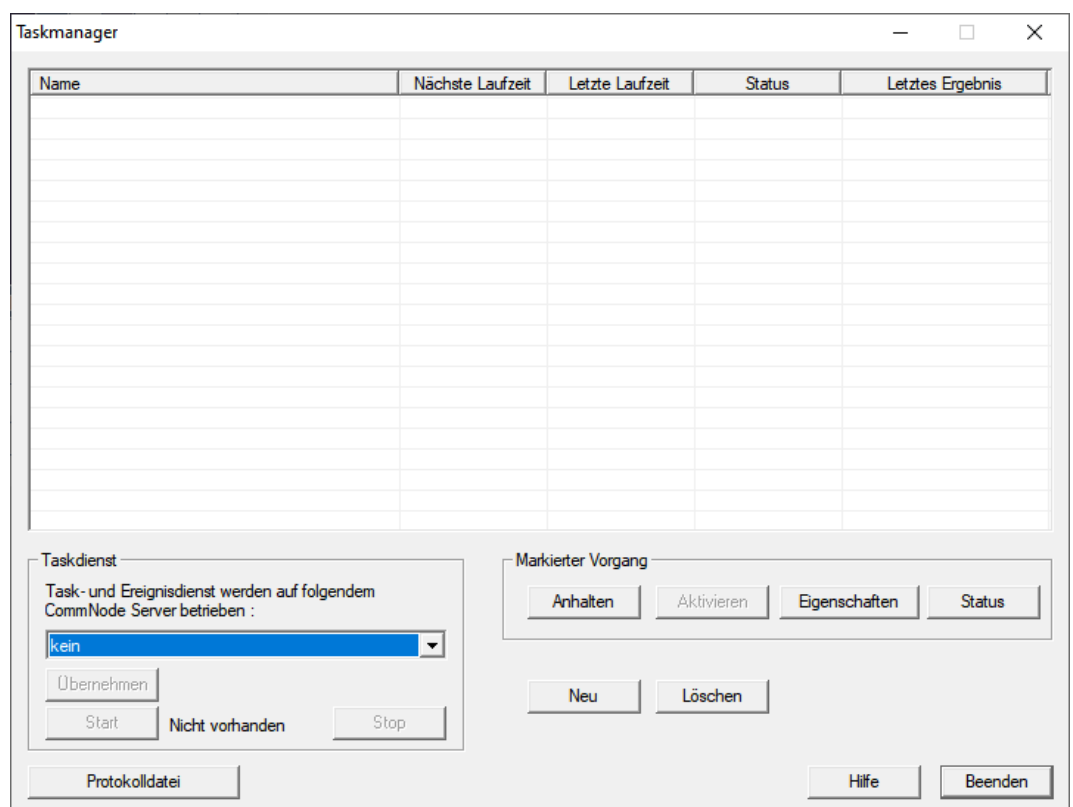 Taskmanager
Name Nächste Laufzeit Letzte Laufzeit Status Letztes Ergebnis
Taskdienst
Task- und Ereignisdienst werden auf folgendem
CommNode Server betrieben :
kein
Übernehmen
Start Nicht vorhanden Stop
Markierter Vorgang
Anhalten Aktivieren Eigenschaften Status
Neu Löschen
Protokolldatei Hilfe Beenden